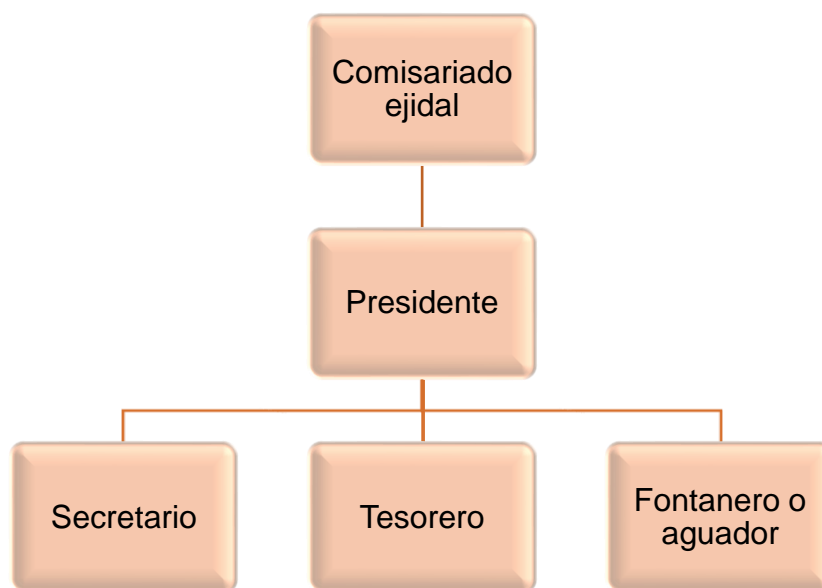 Comisariado
ejidal
Presidente
Secretario
Tesorero
Fontanero o
aguador